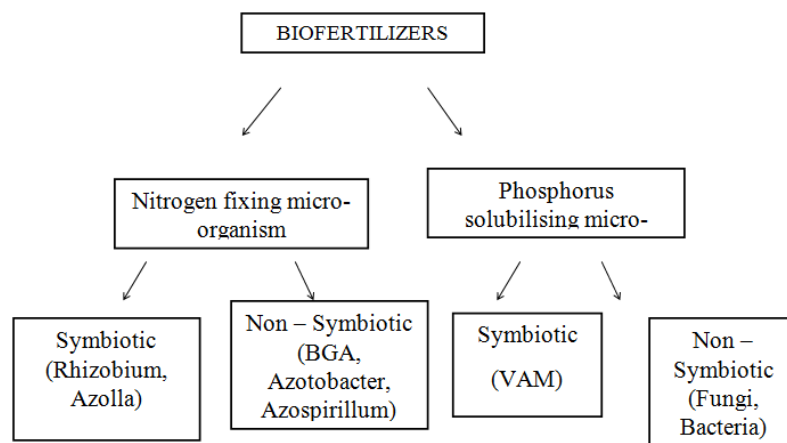 BIOFERTILIZERS
Nitrogen fixing micro-
organism
Phosphorus
solubilising micro-
Symbiotic
(Rhizobium,
Azolla)
Non – Symbiotic
(BGA,
Azotobacter,
Azospirillum)
Symbiotic
(VAM)
Non –
Symbiotic
(Fungi,
Bacteria)